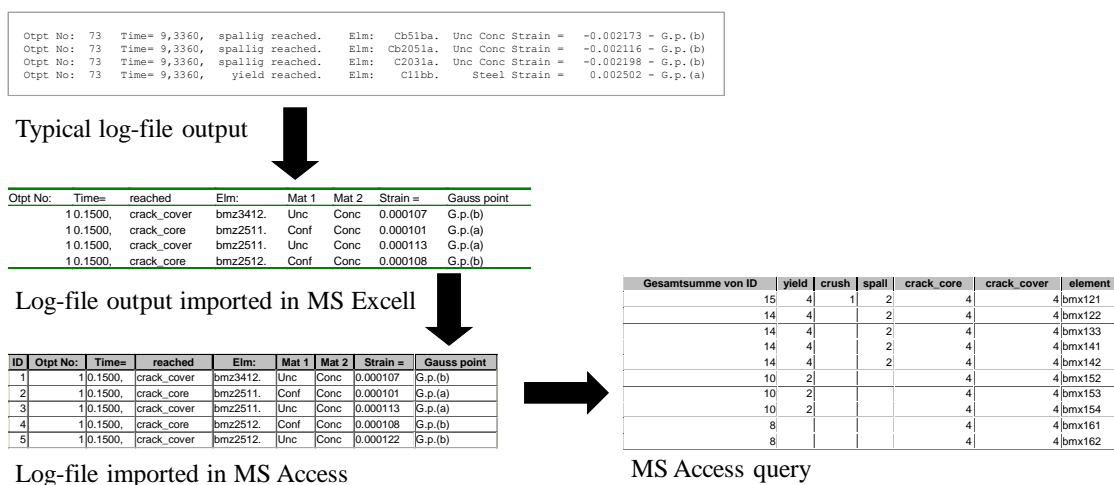 Otpt No: 73 Time= 9,3360, spallig reached. Elm: Cb51ba. Unc Conc Strain = -0.002173 - G.p.(b)
Otpt No: 73 Time= 9,3360, spallig reached. Elm: Cb2051a. Unc Conc Strain = -0.002116 - G.p.(b)
Otpt No: 73 Time= 9,3360, spallig reached. Elm: C2031a. Unc Conc Strain = -0.002198 - G.p.(b)
Otpt No: 73 Time= 9,3360, yield reached. Elm: C11bb. Steel Strain = 0.002502 - G.p.(a)
Typical log-file output
Otpt No: Time= reached Elm: Mat 1 Mat 2 Strain = Gauss point
1 0.1500, crack_cover bmz3412. Unc Conc 0.000107 G.p.(b)
1 0.1500, crack_core bmz2511. Conf Conc 0.000101 G.p.(a)
1 0.1500, crack_cover bmz2511. Unc Conc 0.000113 G.p.(a)
1 0.1500, crack_core bmz2512. Conf Conc 0.000108 G.p.(b)
Log-file output imported in MS Excell
ID Otpt No: Time= reached Elm: Mat 1 Mat 2 Strain = Gauss point
1 1 0.1500, crack_cover bmz3412. Unc Conc 0.000107 G.p.(b)
2 1 0.1500, crack_core bmz2511. Conf Conc 0.000101 G.p.(a)
3 1 0.1500, crack_cover bmz2511. Unc Conc 0.000113 G.p.(a)
4 1 0.1500, crack_core bmz2512. Conf Conc 0.000108 G.p.(b)
5 1 0.1500, crack_cover bmz2512. Unc Conc 0.000122 G.p.(b)
Log-file imported in MS Access
Gesamtsumme von ID yield crush spall crack_core crack_cover element
15 4 1 2 4 4 bmx121
14 4 2 4 4 bmx122
14 4 2 4 4 bmx133
14 4 2 4 4 bmx141
14 4 2 4 4 bmx142
10 2 4 4 bmx152
10 2 4 4 bmx153
10 2 4 4 bmx154
8 4 4 bmx161
8 4 4 bmx162
MS Access query